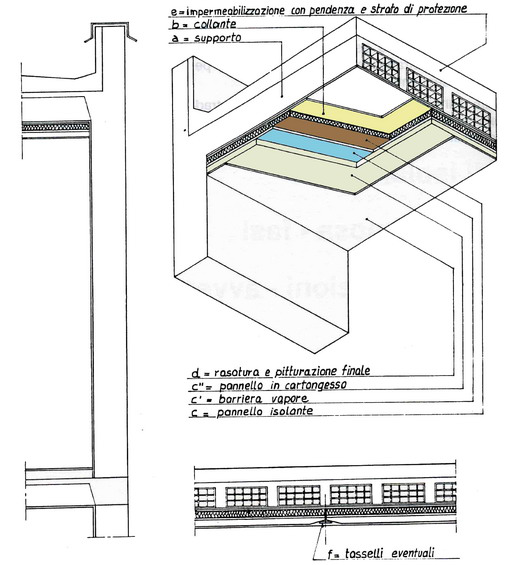 e=impermeabilizzazione con pendenza e strato di protezione
b = collante
a = supporto
d = rasatura e pitturazione finale
c" = pannello in cartongesso
c' = barriera vapore
c = pannello isolante
f = tasselli eventuali